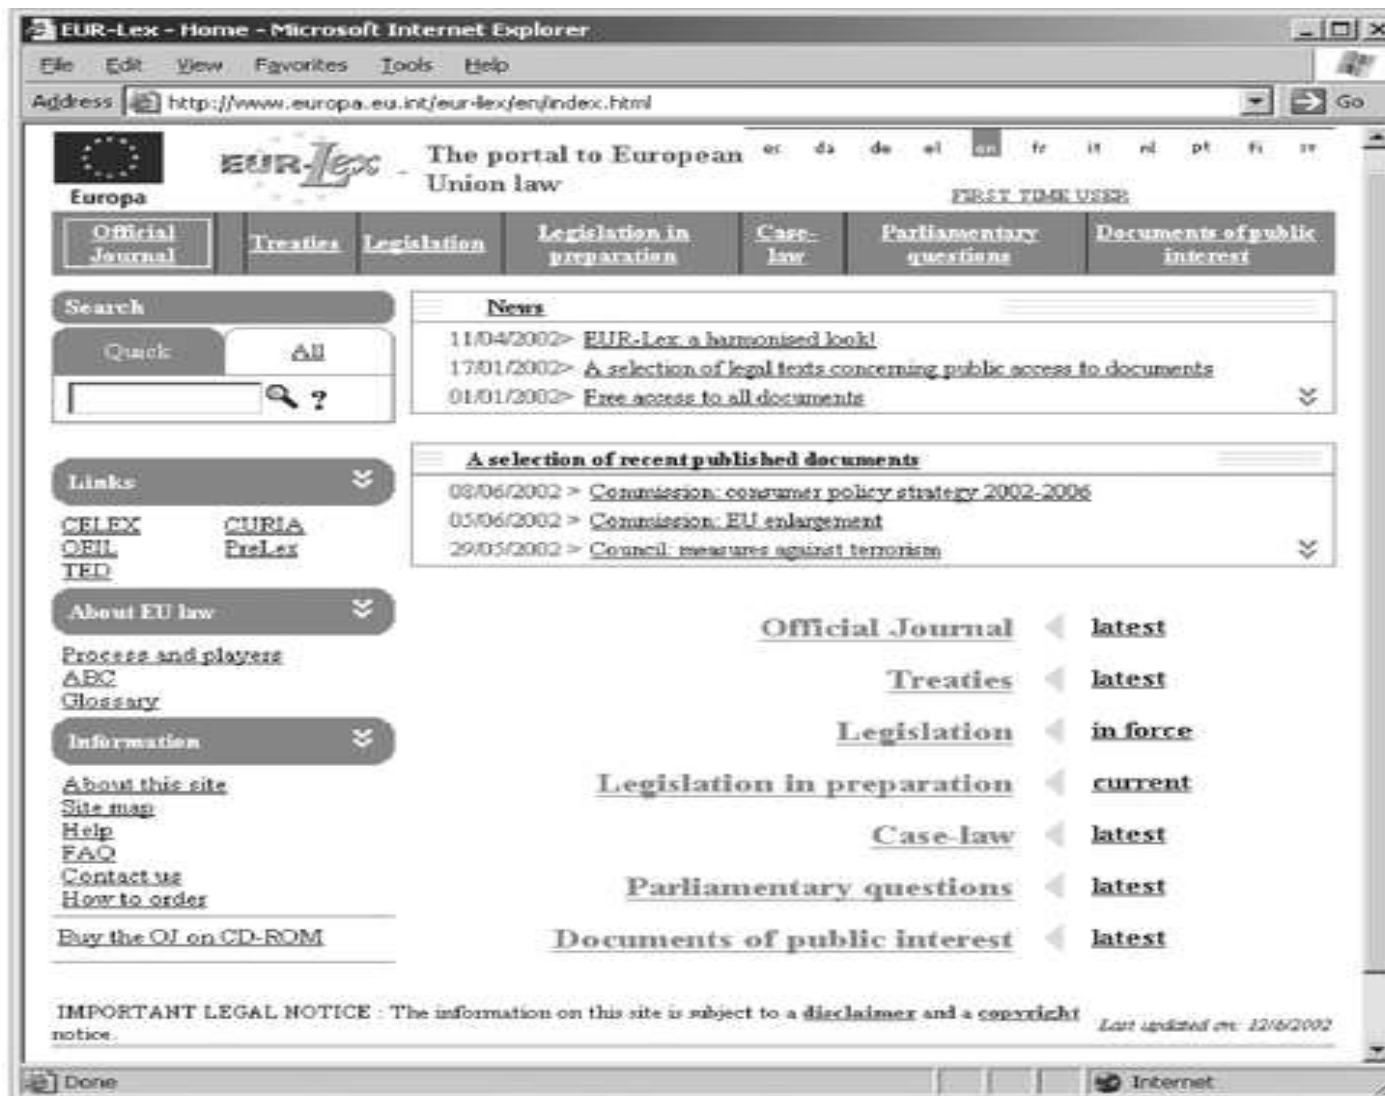 EUR-Lex - Home - Microsoft Internet Explorer
File Edit View Favorites Tools Help
Address http://www.europa.eu.int/eur-lex/en/index.html Go
Europa
EUR-Lex
The portal to European
Union law
es da de el en fr it nl pt fi sv
FIRST TIME USER
Official Journal Treaties Legislation Legislation in preparation Case-law Parliamentary questions Documents of public interest
Search
Quick All
?
News
11/04/2002> EUR-Lex: a harmonised look!
17/01/2002> A selection of legal texts concerning public access to documents
01/01/2002> Free access to all documents
A selection of recent published documents
08/06/2002 > Commission: consumer policy strategy 2002-2006
05/06/2002 > Commission: EU enlargement
29/05/2002 > Council: measures against terrorism
Links
CELEX CURIA
OEIL PreLex
TED
About EU law
Process and players
ABC
Glossary
Information
About this site
Site map
Help
FAQ
Contact us
How to order
Buy the OJ on CD-ROM
Official Journal latest
Treaties latest
Legislation in force
Legislation in preparation current
Case-law latest
Parliamentary questions latest
Documents of public interest latest
IMPORTANT LEGAL NOTICE : The information on this site is subject to a disclaimer and a copyright
notice.
Last updated on: 12/6/2002
Done Internet